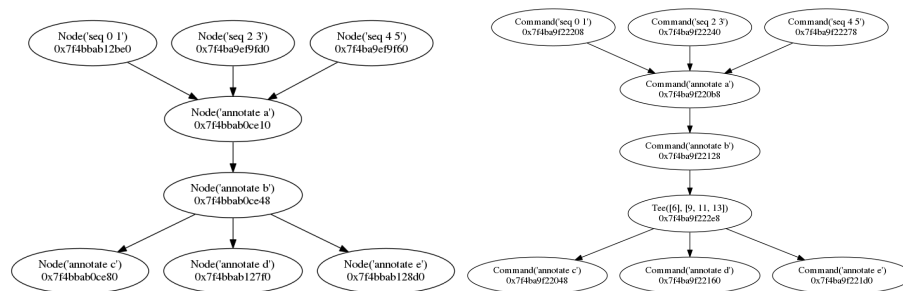 Node('seq 0 1')
0x7f4bbab12be0
Node('seq 2 3')
0x7f4ba9ef9fd0
Node('seq 4 5')
0x7f4ba9ef9f60
Node('annotate a')
0x7f4bbab0ce10
Node('annotate b')
0x7f4bbab0ce48
Node('annotate c')
0x7f4bbab0ce80
Node('annotate d')
0x7f4bbab127f0
Node('annotate e')
0x7f4bbab128d0
Command('seq 0 1')
0x7f4ba9f22208
Command('seq 2 3')
0x7f4ba9f22240
Command('seq 4 5')
0x7f4ba9f22278
Command('annotate a')
0x7f4ba9f220b8
Command('annotate b')
0x7f4ba9f22128
Tee([6], [9, 11, 13])
0x7f4ba9f222e8
Command('annotate c')
0x7f4ba9f22048
Command('annotate d')
0x7f4ba9f22160
Command('annotate e')
0x7f4ba9f221d0